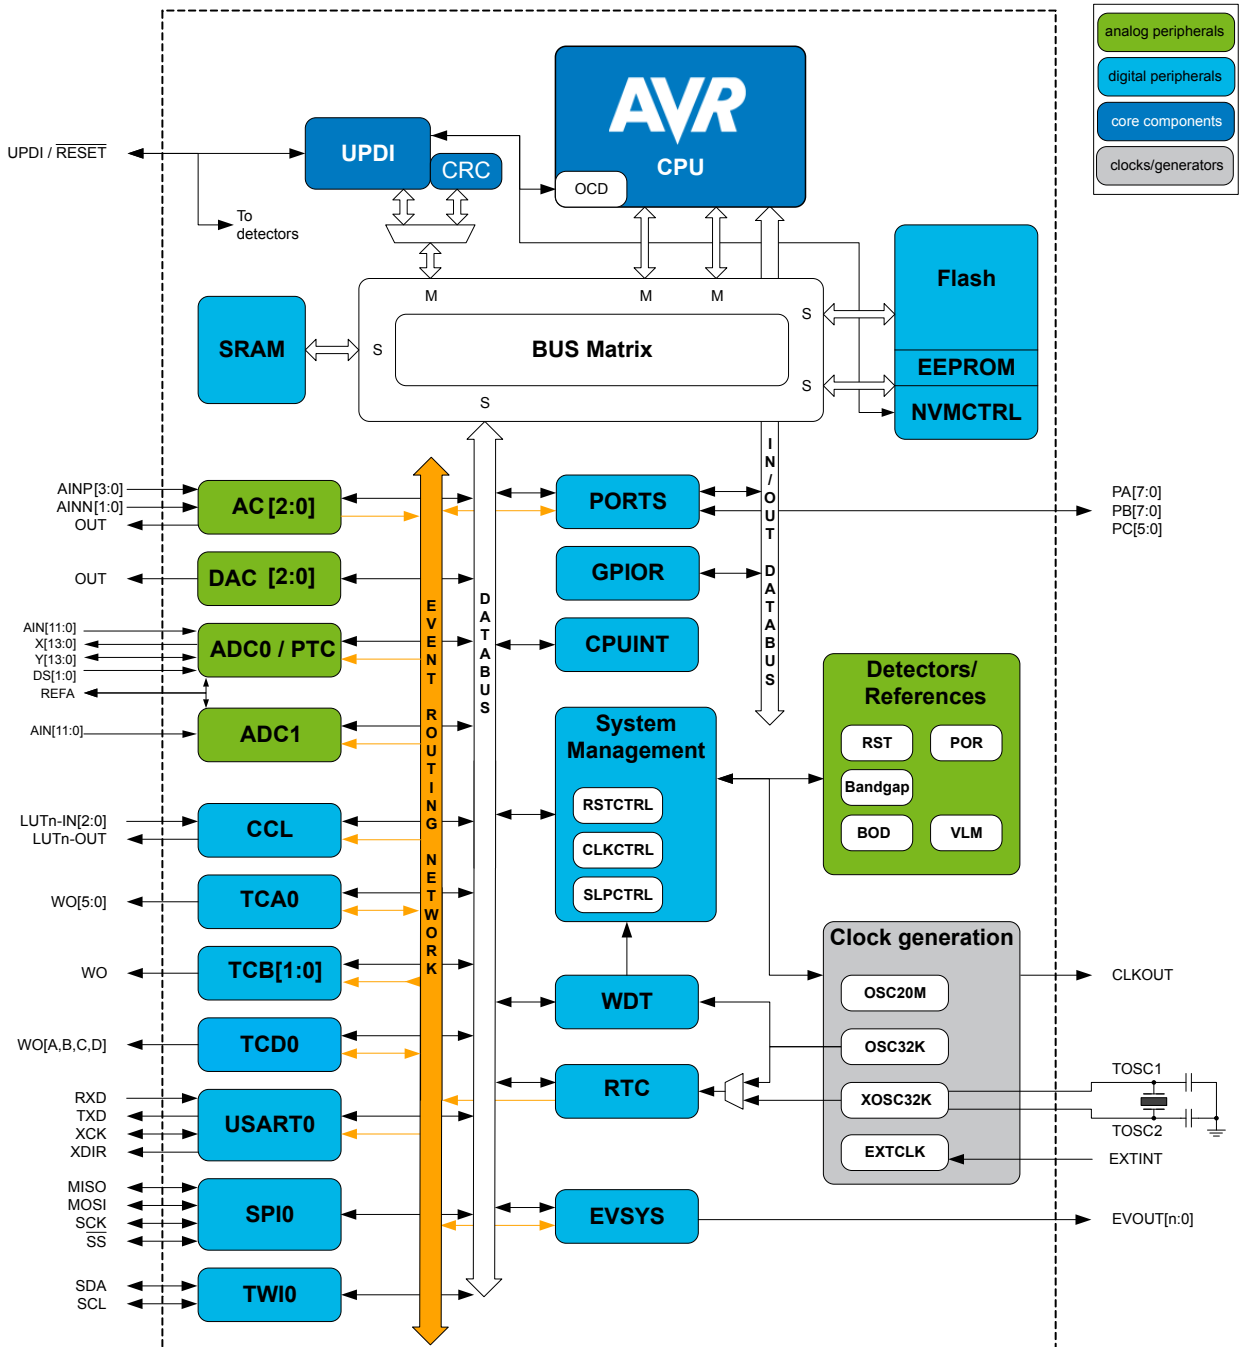 analog peripherals
digital peripherals
core components
clocks/generators
AVR
CPU
OCD
UPDI / RESET
UPDI
CRC
To
detectors
M
M
M
Flash
S
SRAM
S
BUS Matrix
EEPROM
S
S
NVMCTRL
IN/OUT DATABUS
DATABUS
EVENT ROUTING NETWORK
AINP[3:0]
AINN[1:0]
OUT
AC [2:0]
PORTS
PA[7:0]
PB[7:0]
PC[5:0]
OUT
DAC [2:0]
GPIOR
AIN[11:0]
X[13:0]
Y[13:0]
DS[1:0]
REFA
ADC0 / PTC
CPUINT
AIN[11:0]
ADC1
Detectors/
References
RST
POR
Bandgap
BOD
VLM
System
Management
RSTCTRL
CLKCTRL
SLPCTRL
LUTn-IN[2:0]
LUTn-OUT
CCL
WO[5:0]
TCA0
Clock generation
OSC20M
OSC32K
XOSC32K
EXTCLK
CLKOUT
WO
TCB[1:0]
WDT
WO[A,B,C,D]
TCD0
RTC
TOSC1
TOSC2
EXTINT
RXD
TXD
XCK
XDIR
USART0
MISO
MOSI
SCK
SS
SPI0
EVSYS
EVOUT[n:0]
SDA
SCL
TWI0